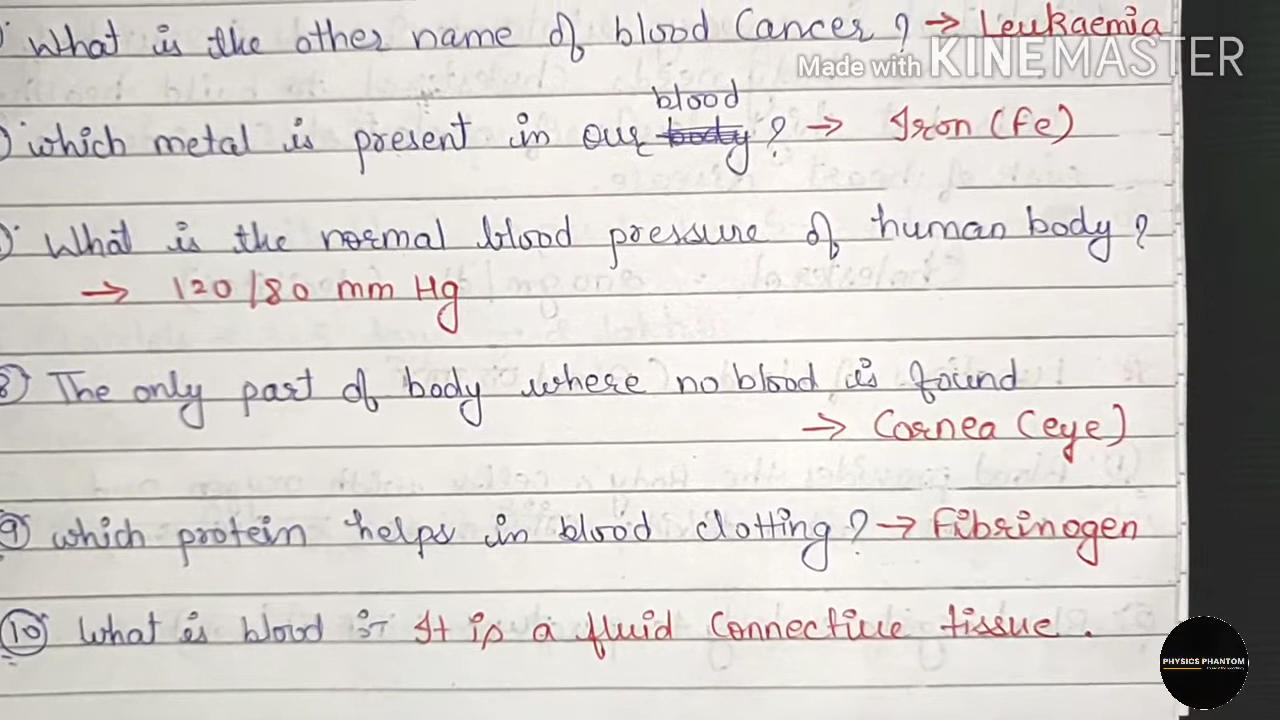 What is the other name of blood Cancer? → Leukaemia
Made with KINEMASTER
blood
which metal is present in our body? → Iron (Fe)
What is the normal blood pressure of human body?
→ 120/80 mm Hg
8) The only part of body where no blood is found
→ Cornea (eye)
9) which protein helps in blood clotting? → Fibrinogen
10) What is blood :- It is a fluid Connective tissue.
PHYSICS PHANTOM